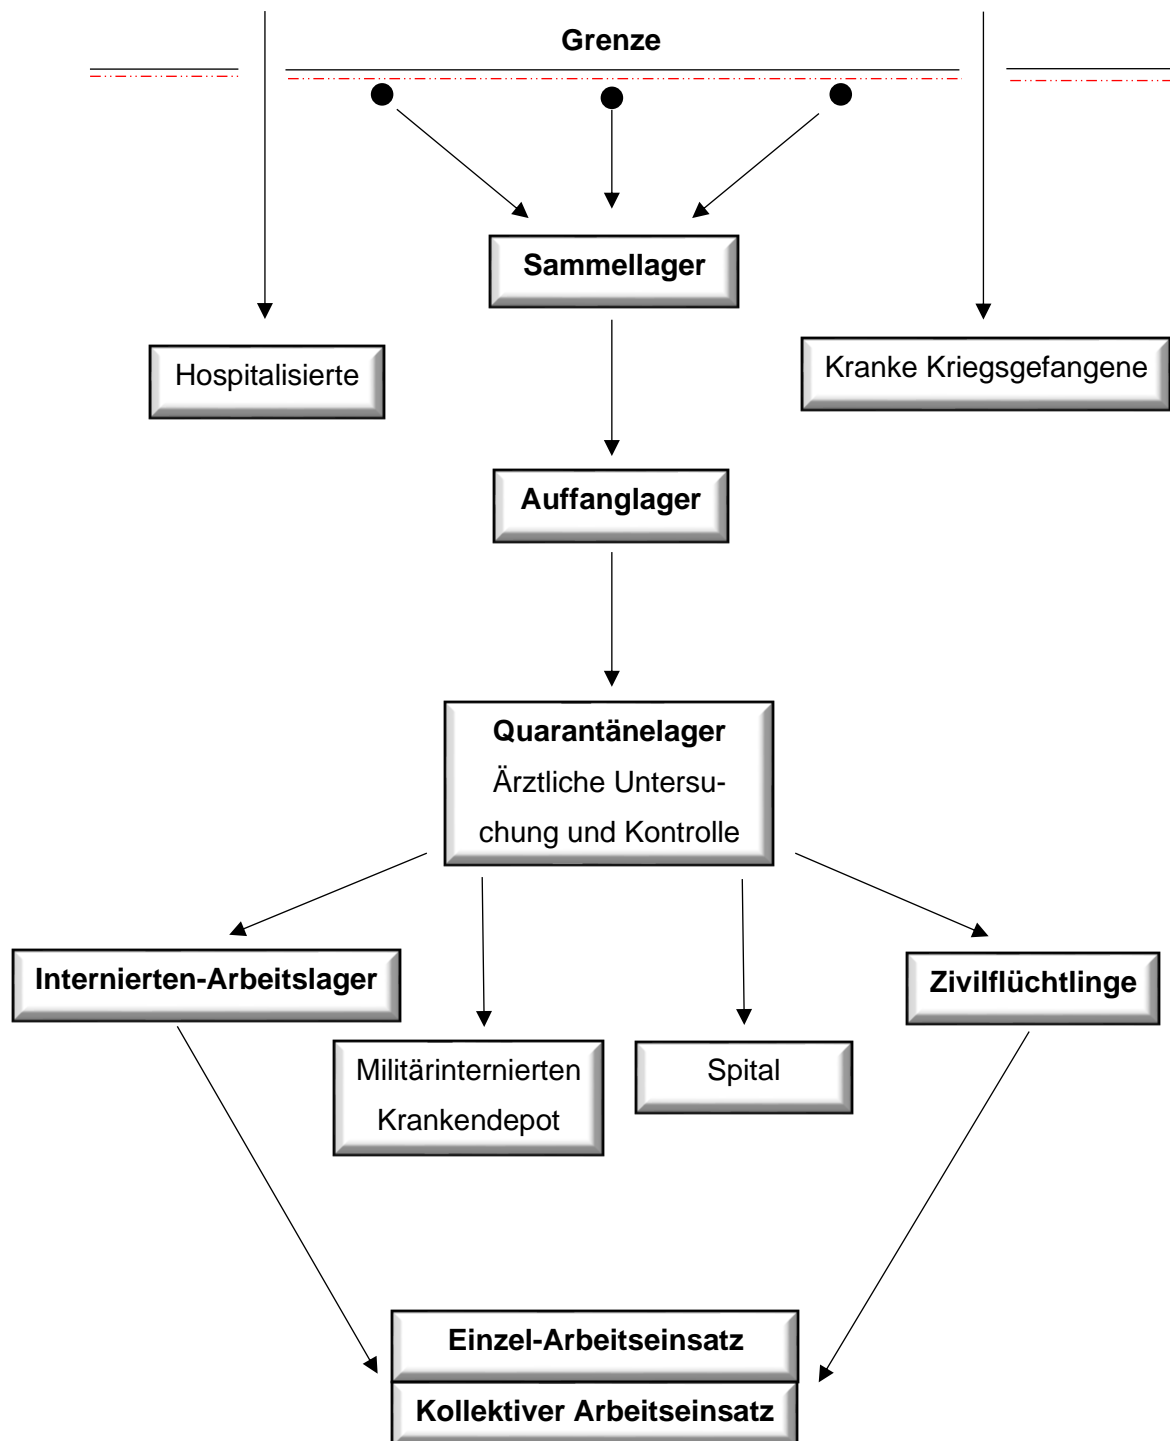 Grenze
Sammellager
Hospitalisierte
Kranke Kriegsgefangene
Auffanglager
Quarantänelager
Ärztliche Untersu-
chung und Kontrolle
Internierten-Arbeitslager
Zivilflüchtlinge
Militärinternierten
Krankendepot
Spital
Einzel-Arbeitseinsatz
Kollektiver Arbeitseinsatz